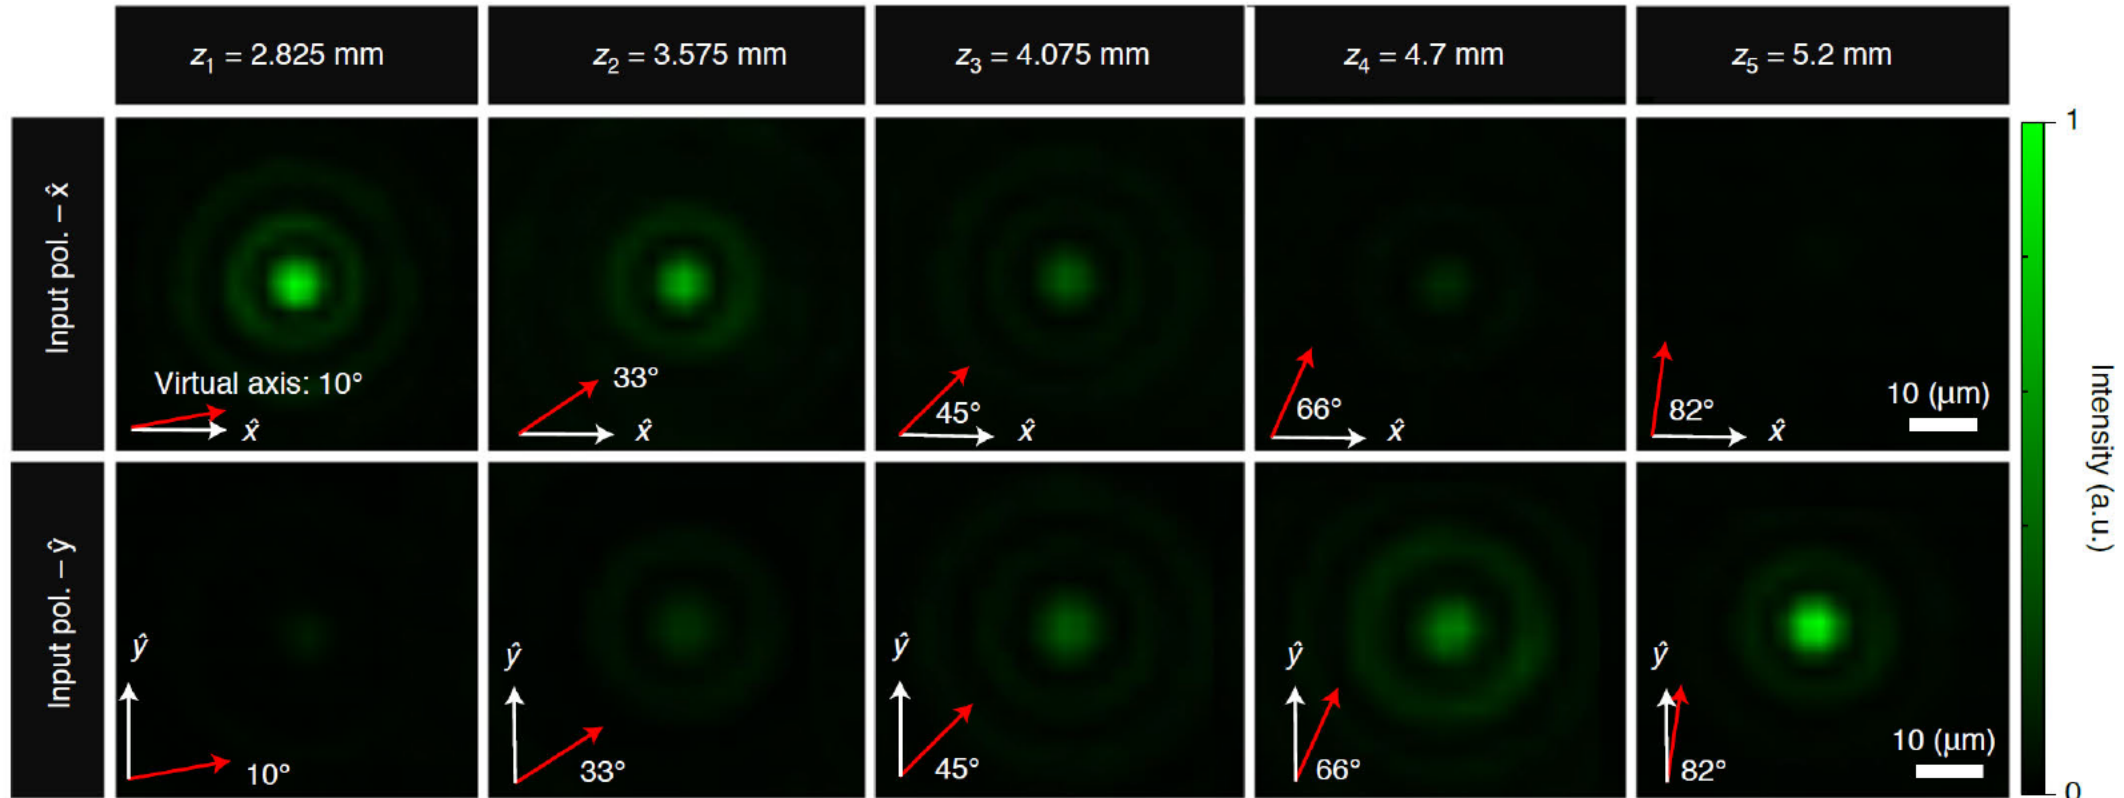 z₁ = 2.825 mm
z₂ = 3.575 mm
z₃ = 4.075 mm
z₄ = 4.7 mm
z₅ = 5.2 mm
Input pol. – x̂
Virtual axis: 10°
x̂
33°
x̂
45°
x̂
66°
x̂
82°
x̂
10 (μm)
Input pol. – ŷ
ŷ
10°
ŷ
33°
ŷ
45°
ŷ
66°
ŷ
82°
10 (μm)
1
Intensity (a.u.)
0